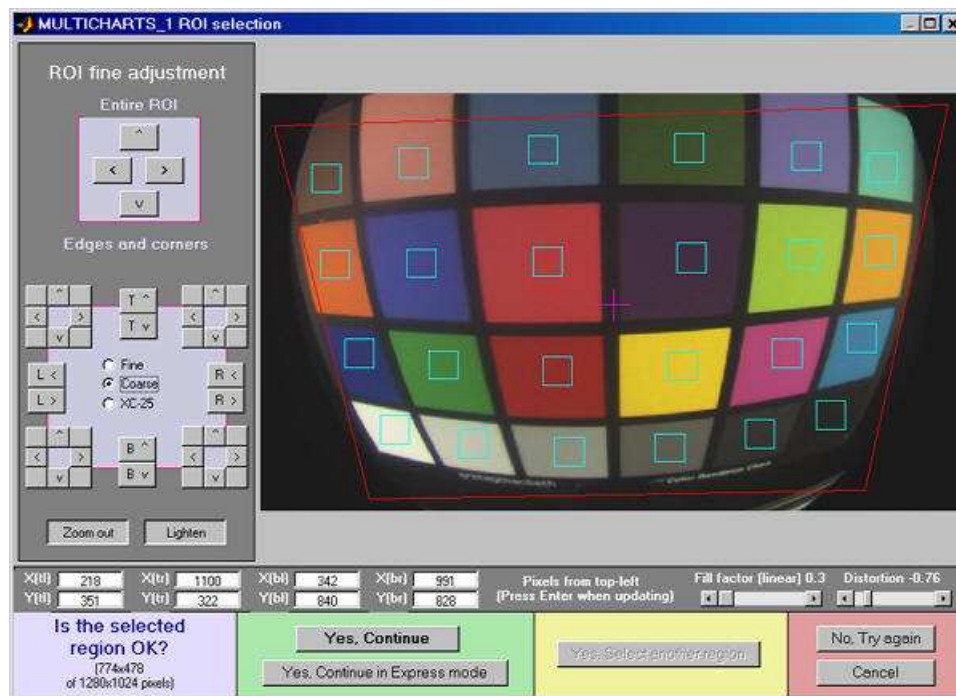 MULTICHARTS_1 ROI selection
ROI fine adjustment
Entire ROI
^
< >
v
Edges and corners
^ T ^ ^
< > T v < >
v v
Fine
L < Coarse R <
L > XC-25 R >
^ B ^ ^
< > B v < >
v v
Zoom out Lighten
X(tl) 218 X(tr) 1100 X(bl) 342 X(br) 991 Pixels from top-left Fill factor (linear) 0.3 Distortion -0.76
Y(tl) 351 Y(tr) 322 Y(bl) 840 Y(br) 828 (Press Enter when updating)
Is the selected
region OK?
(774x478
of 1280x1024 pixels)
Yes, Continue
Yes, Continue in Express mode
Yes, Select another region
No, Try again
Cancel